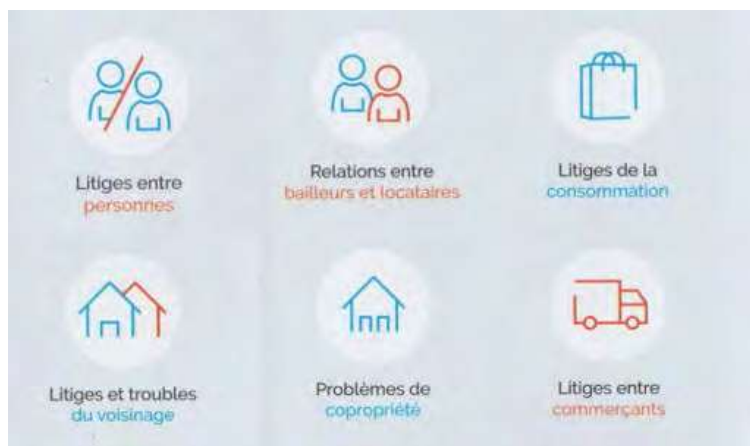 Litiges entre
personnes
Relations entre
bailleurs et locataires
Litiges de la
consommation
Litiges et troubles
du voisinage
Problèmes de
copropriété
Litiges entre
commerçants